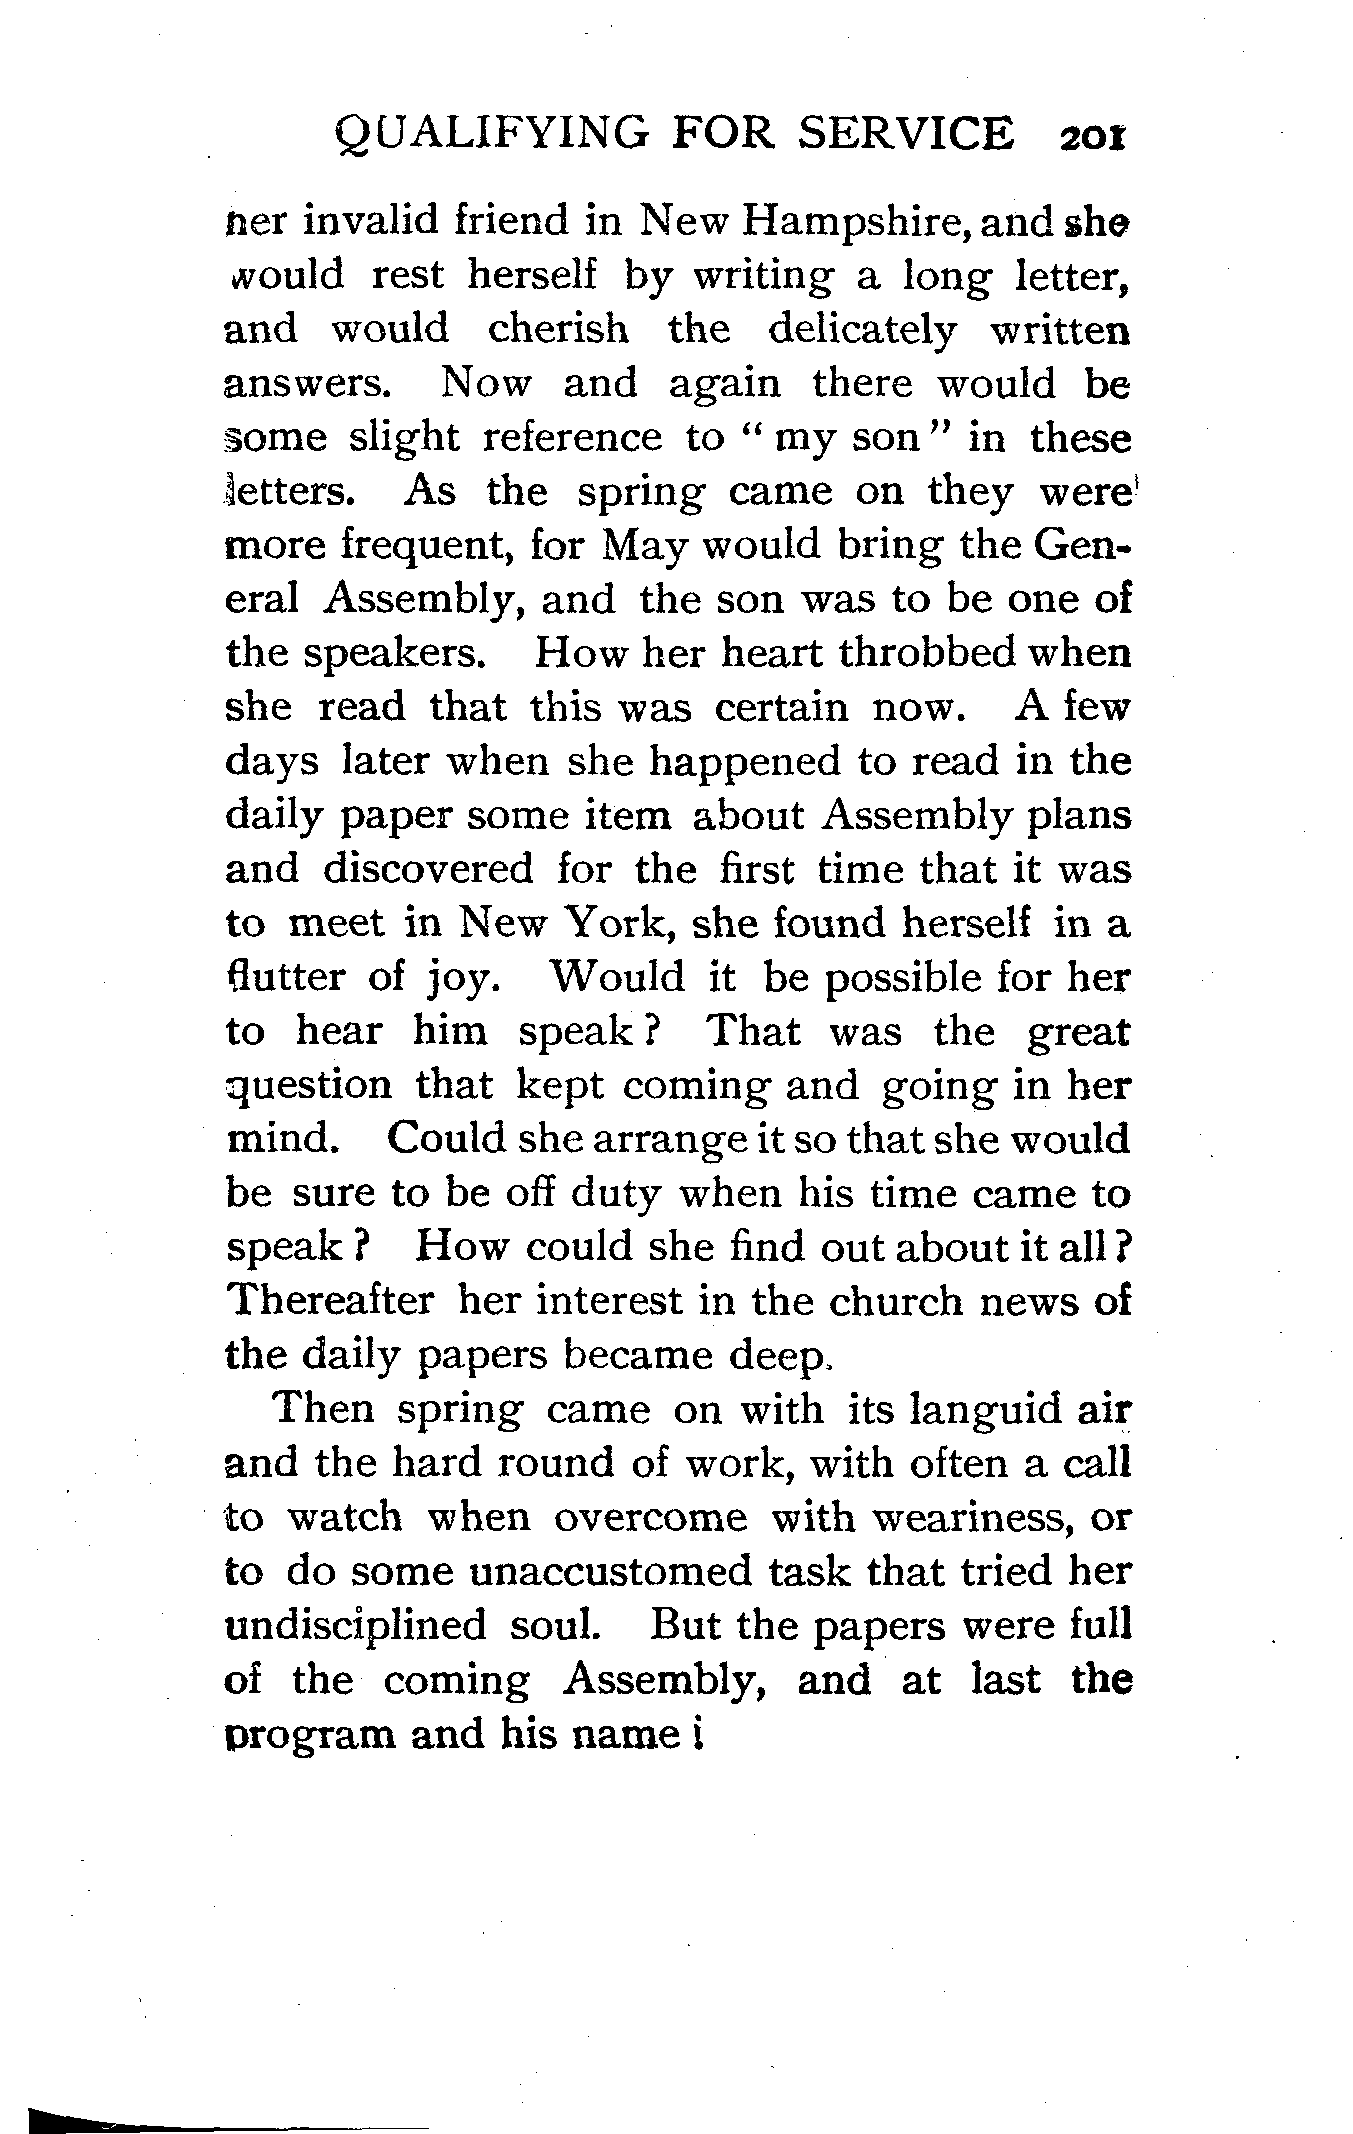 QUALIFYING FOR SERVICE 201
her invalid friend in New Hampshire, and she
would rest herself by writing a long letter,
and would cherish the delicately written
answers. Now and again there would be
some slight reference to “ my son ” in these
letters. As the spring came on they were
more frequent, for May would bring the Gen-
eral Assembly, and the son was to be one of
the speakers. How her heart throbbed when
she read that this was certain now. A few
days later when she happened to read in the
daily paper some item about Assembly plans
and discovered for the first time that it was
to meet in New York, she found herself in a
flutter of joy. Would it be possible for her
to hear him speak ? That was the great
question that kept coming and going in her
mind. Could she arrange it so that she would
be sure to be off duty when his time came to
speak ? How could she find out about it all ?
Thereafter her interest in the church news of
the daily papers became deep.
Then spring came on with its languid air
and the hard round of work, with often a call
to watch when overcome with weariness, or
to do some unaccustomed task that tried her
undisciplined soul. But the papers were full
of the coming Assembly, and at last the
program and his name i